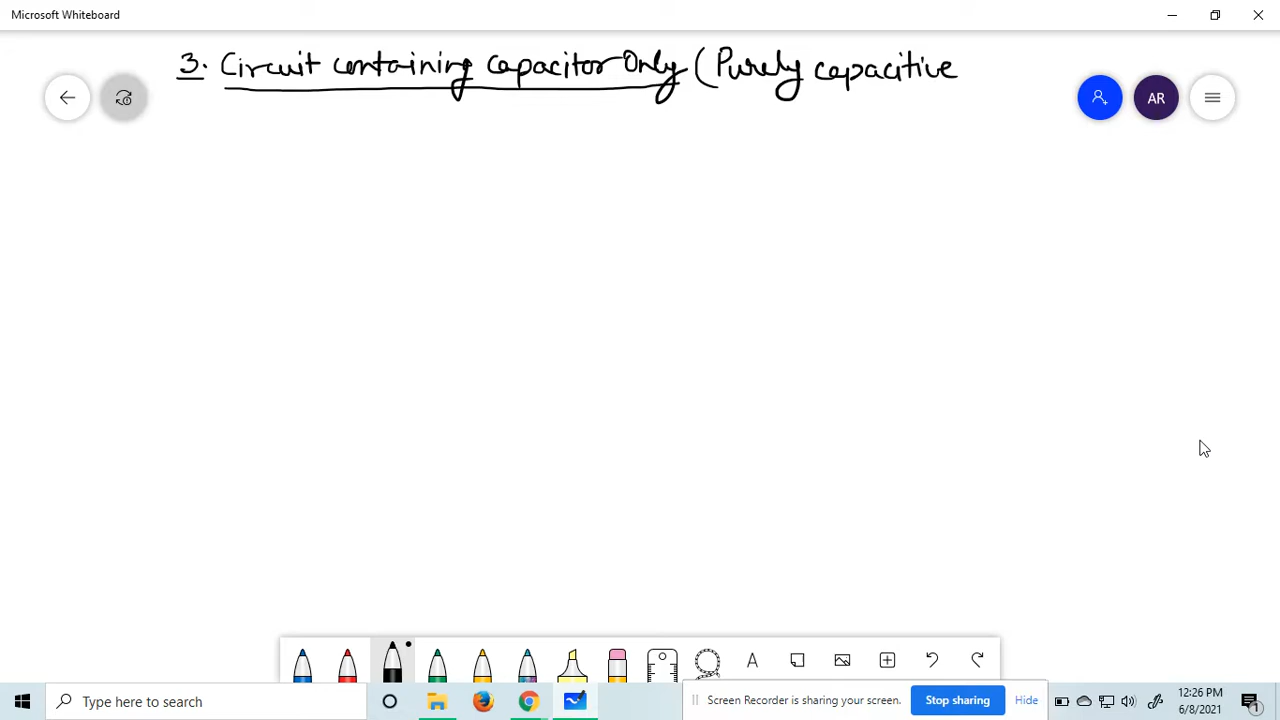 Microsoft Whiteboard
3. Circuit containing capacitor Only (Purely capacitive
AR
A
Type here to search
Screen Recorder is sharing your screen.
Stop sharing
Hide
12:26 PM
6/8/2021
1